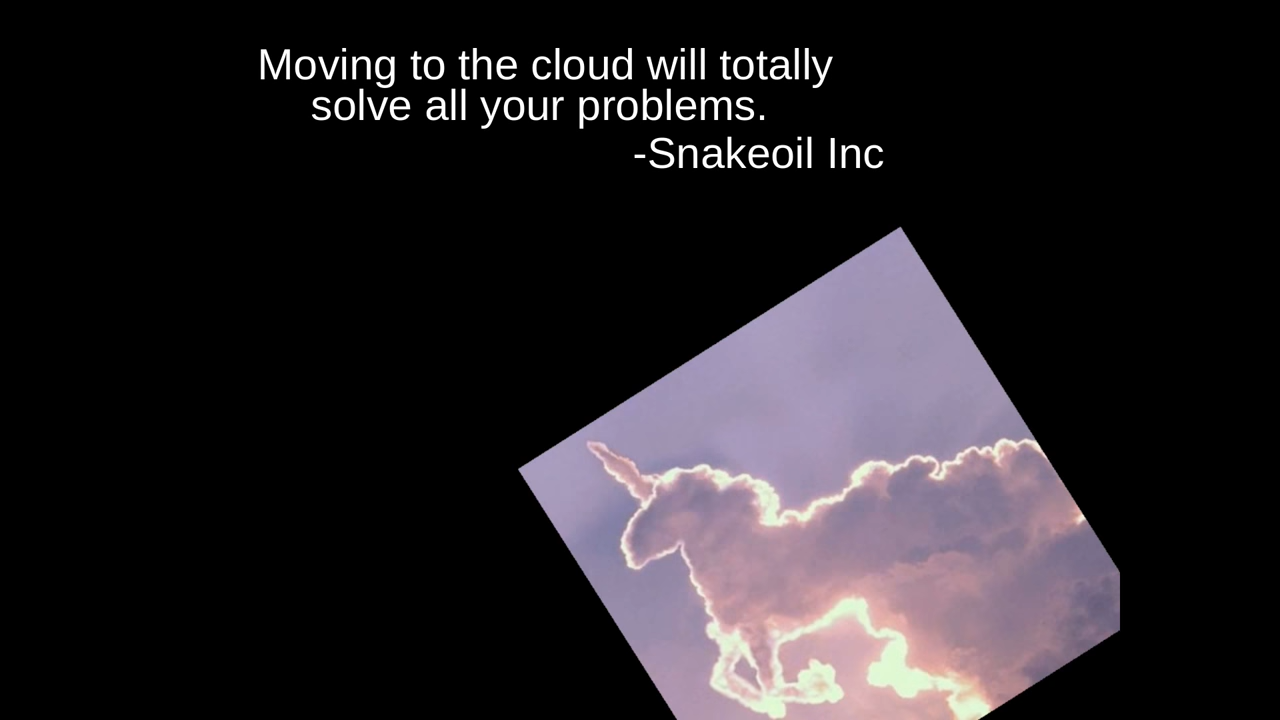 Moving to the cloud will totally
solve all your problems.
-Snakeoil Inc